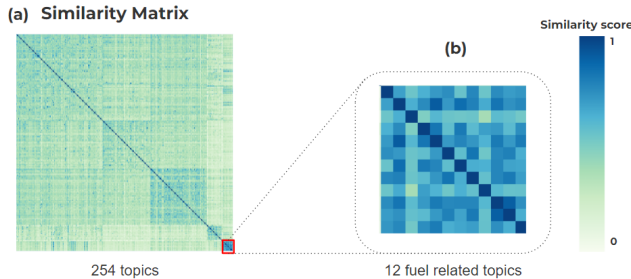 (a) Similarity Matrix
Similarity score
(b)
1
0
254 topics
12 fuel related topics